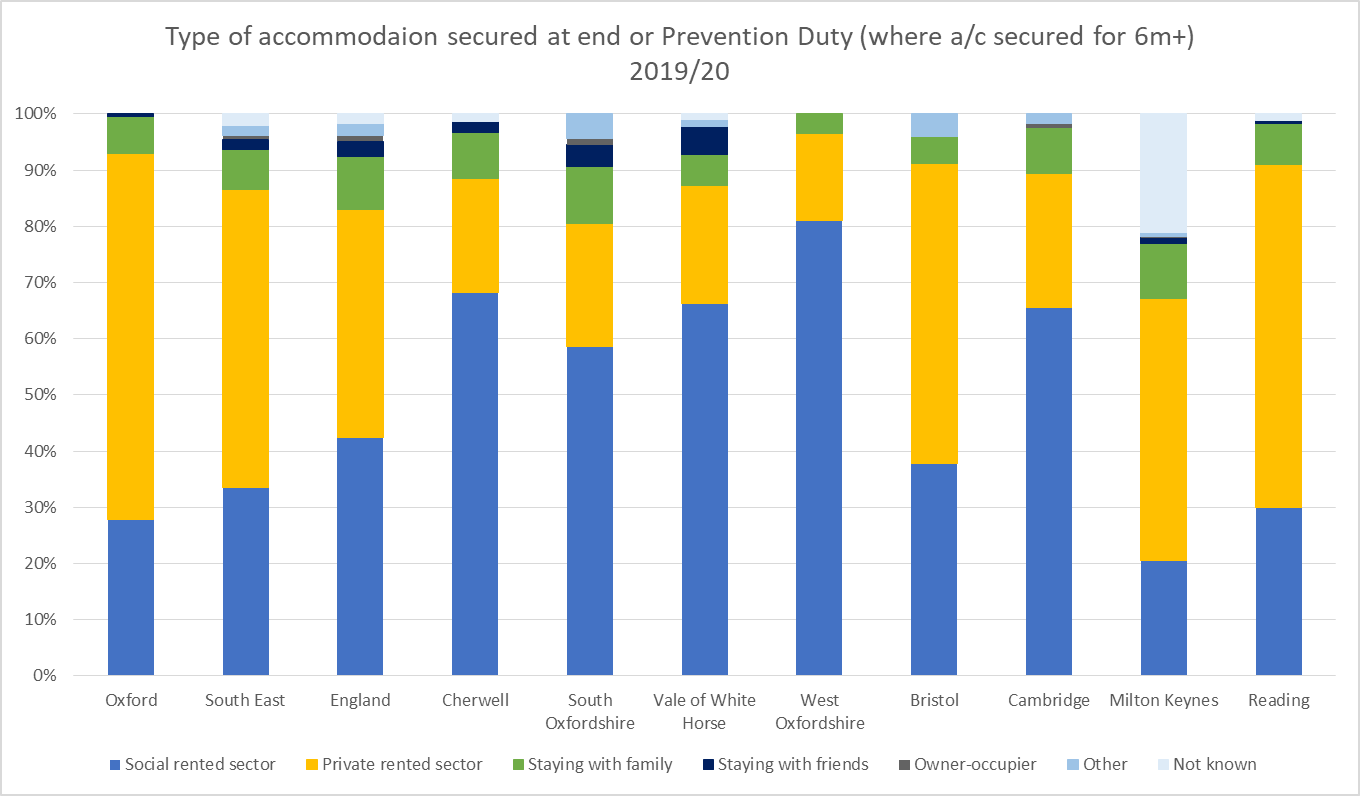 Type of accommodaion secured at end or Prevention Duty (where a/c secured for 6m+)
2019/20
100%
90%
80%
70%
60%
50%
40%
30%
20%
10%
0%
Oxford
South East
England
Cherwell
South
Oxfordshire
Vale of White
Horse
West
Oxfordshire
Bristol
Cambridge
Milton Keynes
Reading
Social rented sector
Private rented sector
Staying with family
Staying with friends
Owner-occupier
Other
Not known